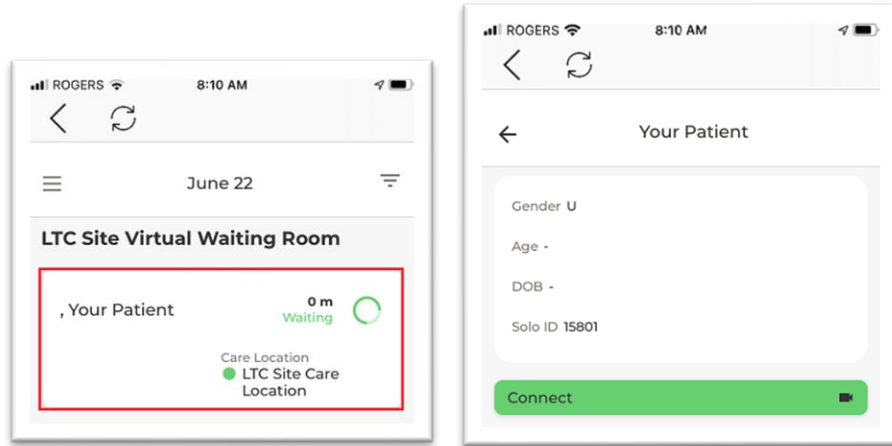 ROGERS 8:10 AM
June 22
LTC Site Virtual Waiting Room
, Your Patient
0 m
Waiting
Care Location
LTC Site Care
Location
ROGERS 8:10 AM
Your Patient
Gender U
Age -
DOB -
Solo ID 15801
Connect